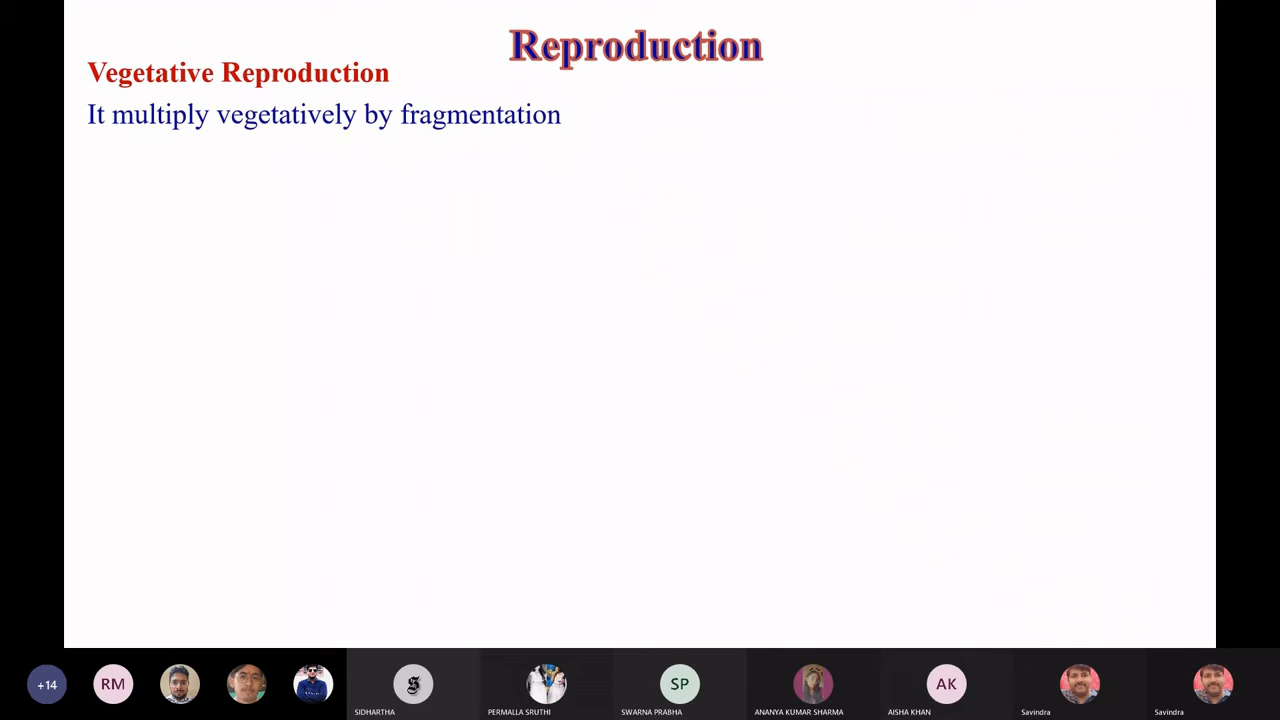 Reproduction
Vegetative Reproduction
It multiply vegetatively by fragmentation
+14
RM
S
SP
AK
SIDHARTHA
PERMALLA SRUTHI
SWARNA PRABHA
ANANYA KUMAR SHARMA
AISHA KHAN
Savindra
Savindra